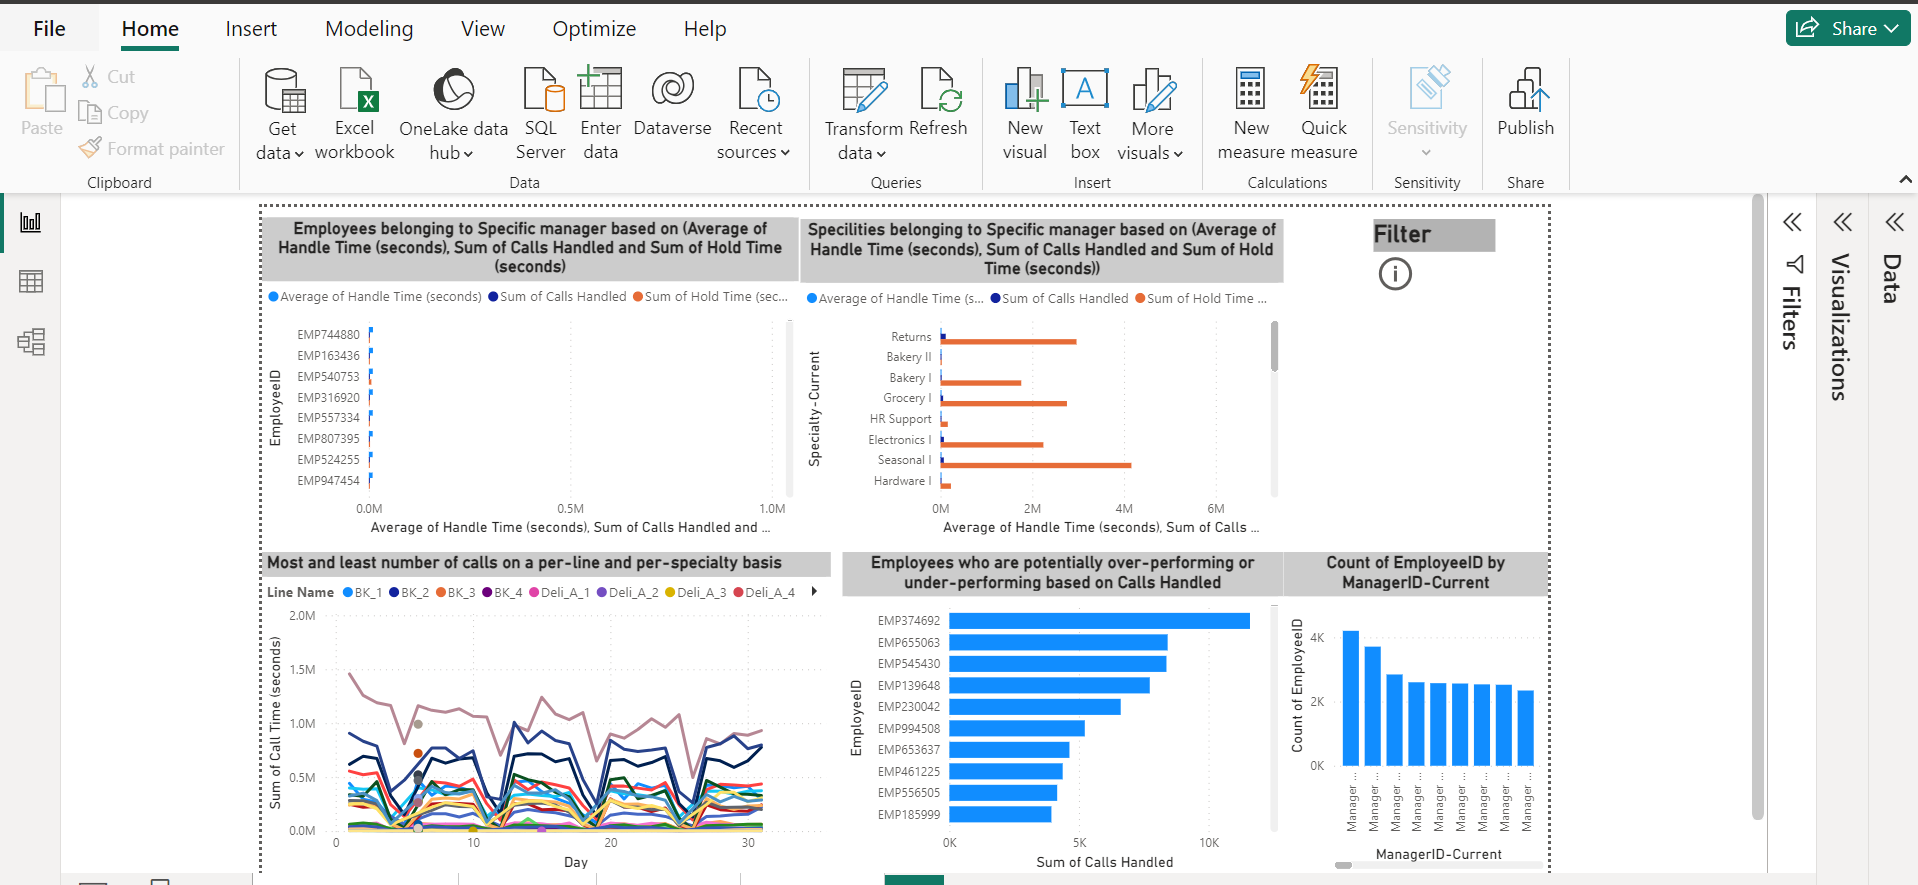 File
Home
Insert
Modeling
View
Optimize
Help
Share
Paste
Cut
Copy
Format painter
Clipboard
Get
data
Excel
workbook
OneLake data
hub
SQL
Server
Enter
data
Dataverse
Recent
sources
Data
Transform
data
Refresh
Queries
New
visual
Text
box
More
visuals
Insert
New
measure
Quick
measure
Calculations
Sensitivity
Sensitivity
Publish
Share
Employees belonging to Specific manager based on (Average of
Handle Time (seconds), Sum of Calls Handled and Sum of Hold Time
(seconds)
Average of Handle Time (seconds) Sum of Calls Handled Sum of Hold Time (sec...
EmployeeID
EMP744880
EMP163436
EMP540753
EMP316920
EMP557334
EMP807395
EMP524255
EMP947454
0.0M 0.5M 1.0M
Average of Handle Time (seconds), Sum of Calls Handled and ...
Specilities belonging to Specific manager based on (Average of
Handle Time (seconds), Sum of Calls Handled and Sum of Hold
Time (seconds))
Average of Handle Time (s... Sum of Calls Handled Sum of Hold Time ...
Specialty-Current
Returns
Bakery II
Bakery I
Grocery I
HR Support
Electronics I
Seasonal I
Hardware I
0M 2M 4M 6M
Average of Handle Time (seconds), Sum of Calls ...
Filter
Filters
Visualizations
Data
Most and least number of calls on a per-line and per-specialty basis
Line Name BK_1 BK_2 BK_3 BK_4 Deli_A_1 Deli_A_2 Deli_A_3 Deli_A_4
Sum of Call Time (seconds)
2.0M
1.5M
1.0M
0.5M
0.0M
0 10 20 30
Day
Employees who are potentially over-performing or
under-performing based on Calls Handled
EmployeeID
EMP374692
EMP655063
EMP545430
EMP139648
EMP230042
EMP994508
EMP653637
EMP461225
EMP556505
EMP185999
0K 5K 10K
Sum of Calls Handled
Count of EmployeeID by
ManagerID-Current
Count of EmployeeID
4K
2K
0K
Manager ...
Manager ...
Manager ...
Manager ...
Manager ...
Manager ...
Manager ...
Manager ...
Manager ...
ManagerID-Current